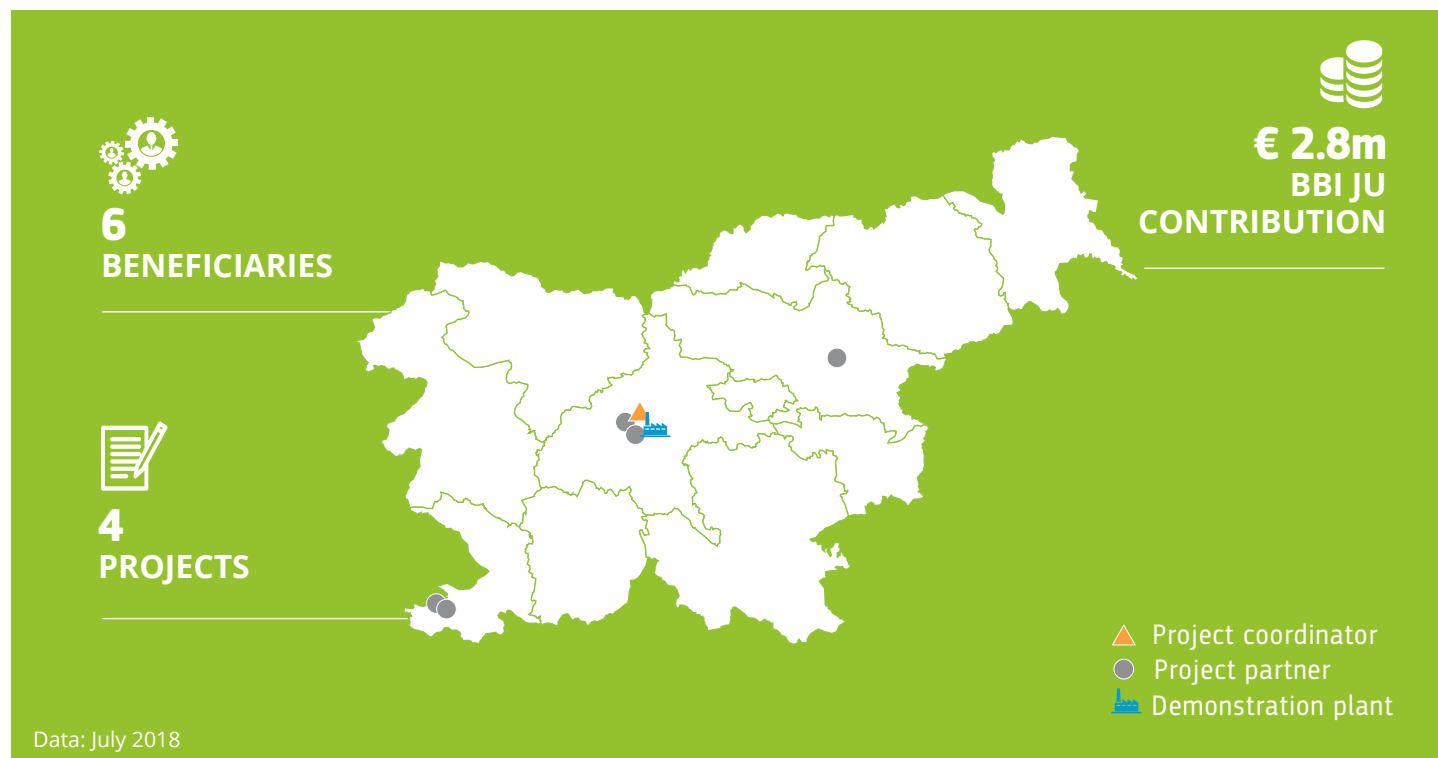 6
BENEFICIARIES
4
PROJECTS
€ 2.8m
BBI JU
CONTRIBUTION
Project coordinator
Project partner
Demonstration plant
Data: July 2018